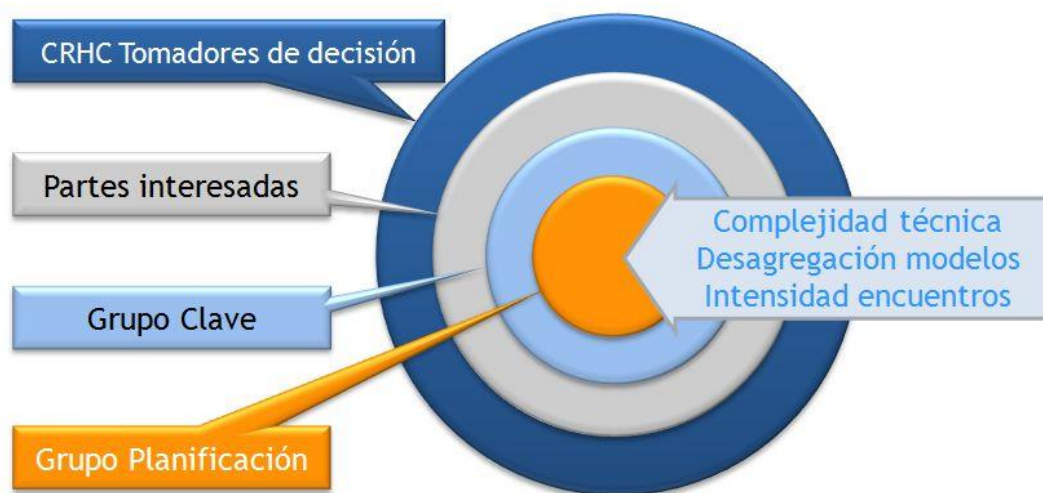 CRHC Tomadores de decisión
Partes interesadas
Grupo Clave
Grupo Planificación
Complejidad técnica
Desagregación modelos
Intensidad encuentros